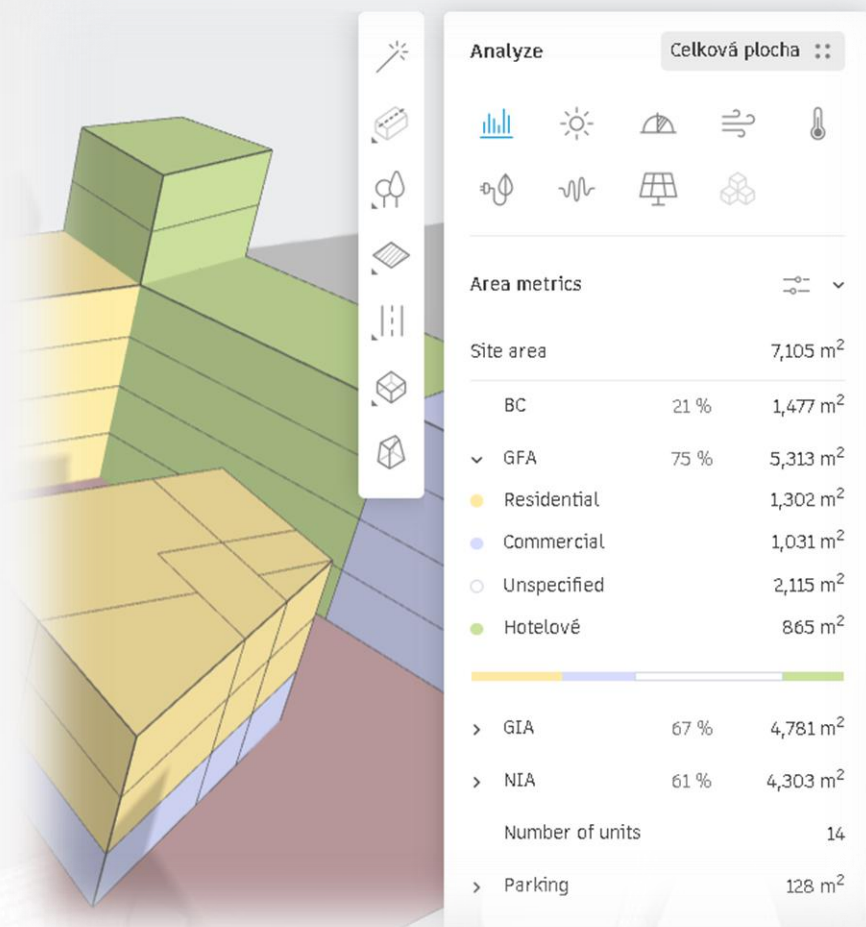 Analyze Celková plocha
Area metrics
Site area 7,105 m²
BC 21 % 1,477 m²
GFA 75 % 5,313 m²
Residential 1,302 m²
Commercial 1,031 m²
Unspecified 2,115 m²
Hotelové 865 m²
GIA 67 % 4,781 m²
NIA 61 % 4,303 m²
Number of units 14
Parking 128 m²